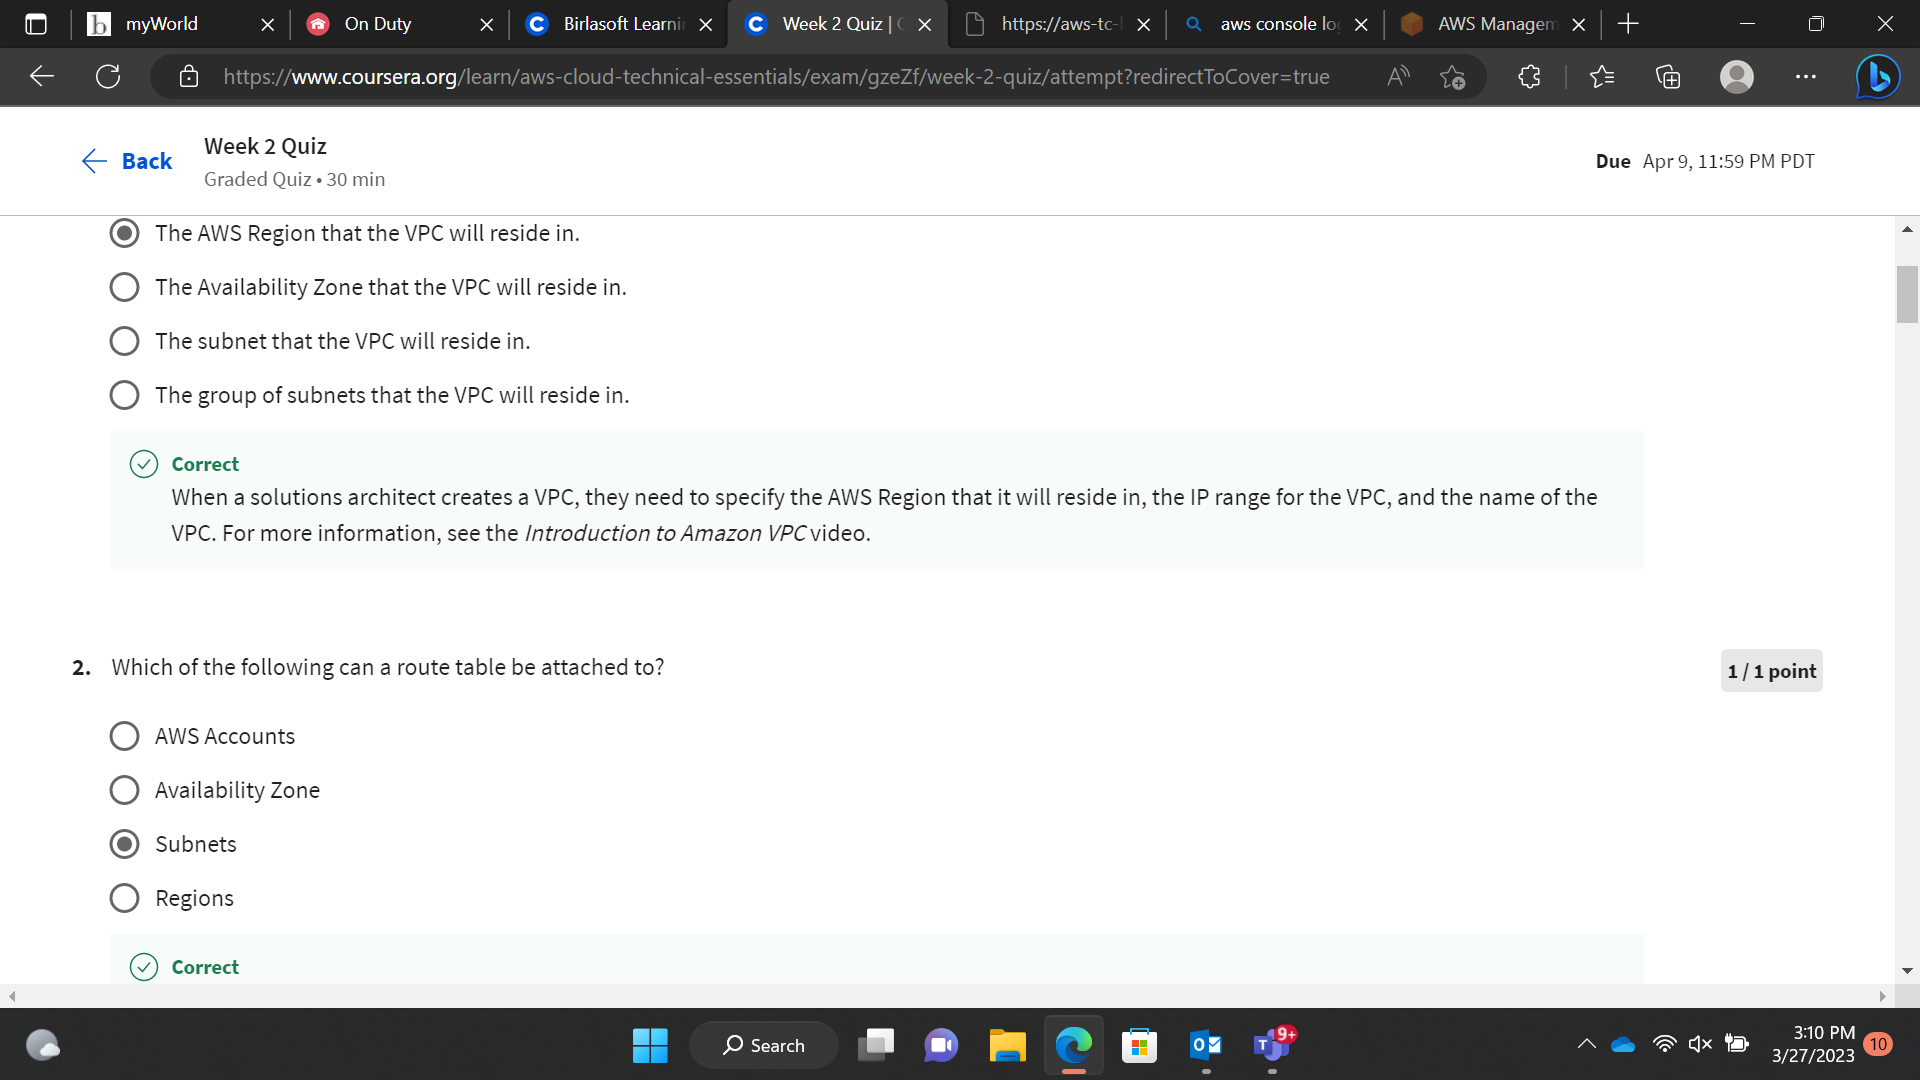 myWorld
On Duty
Birlasoft Learni
Week 2 Quiz |
https://aws-tc-
aws console lo
AWS Managem
https://www.coursera.org/learn/aws-cloud-technical-essentials/exam/gzeZf/week-2-quiz/attempt?redirectToCover=true
Back
Week 2 Quiz
Graded Quiz • 30 min
Due Apr 9, 11:59 PM PDT
The AWS Region that the VPC will reside in.
The Availability Zone that the VPC will reside in.
The subnet that the VPC will reside in.
The group of subnets that the VPC will reside in.
Correct
When a solutions architect creates a VPC, they need to specify the AWS Region that it will reside in, the IP range for the VPC, and the name of the
VPC. For more information, see the Introduction to Amazon VPC video.
2. Which of the following can a route table be attached to?
1 / 1 point
AWS Accounts
Availability Zone
Subnets
Regions
Correct
Search
9+
3:10 PM
3/27/2023
10